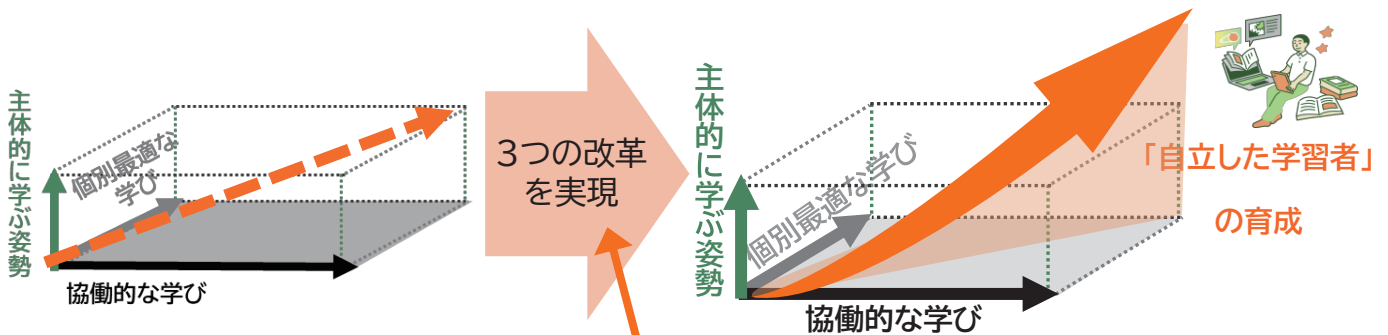 主体的に学ぶ姿勢
個別最適な
学び
協働的な学び
3つの改革
を実現
主体的に学ぶ姿勢
個別最適な学び
協働的な学び
「自立した学習者」
の育成